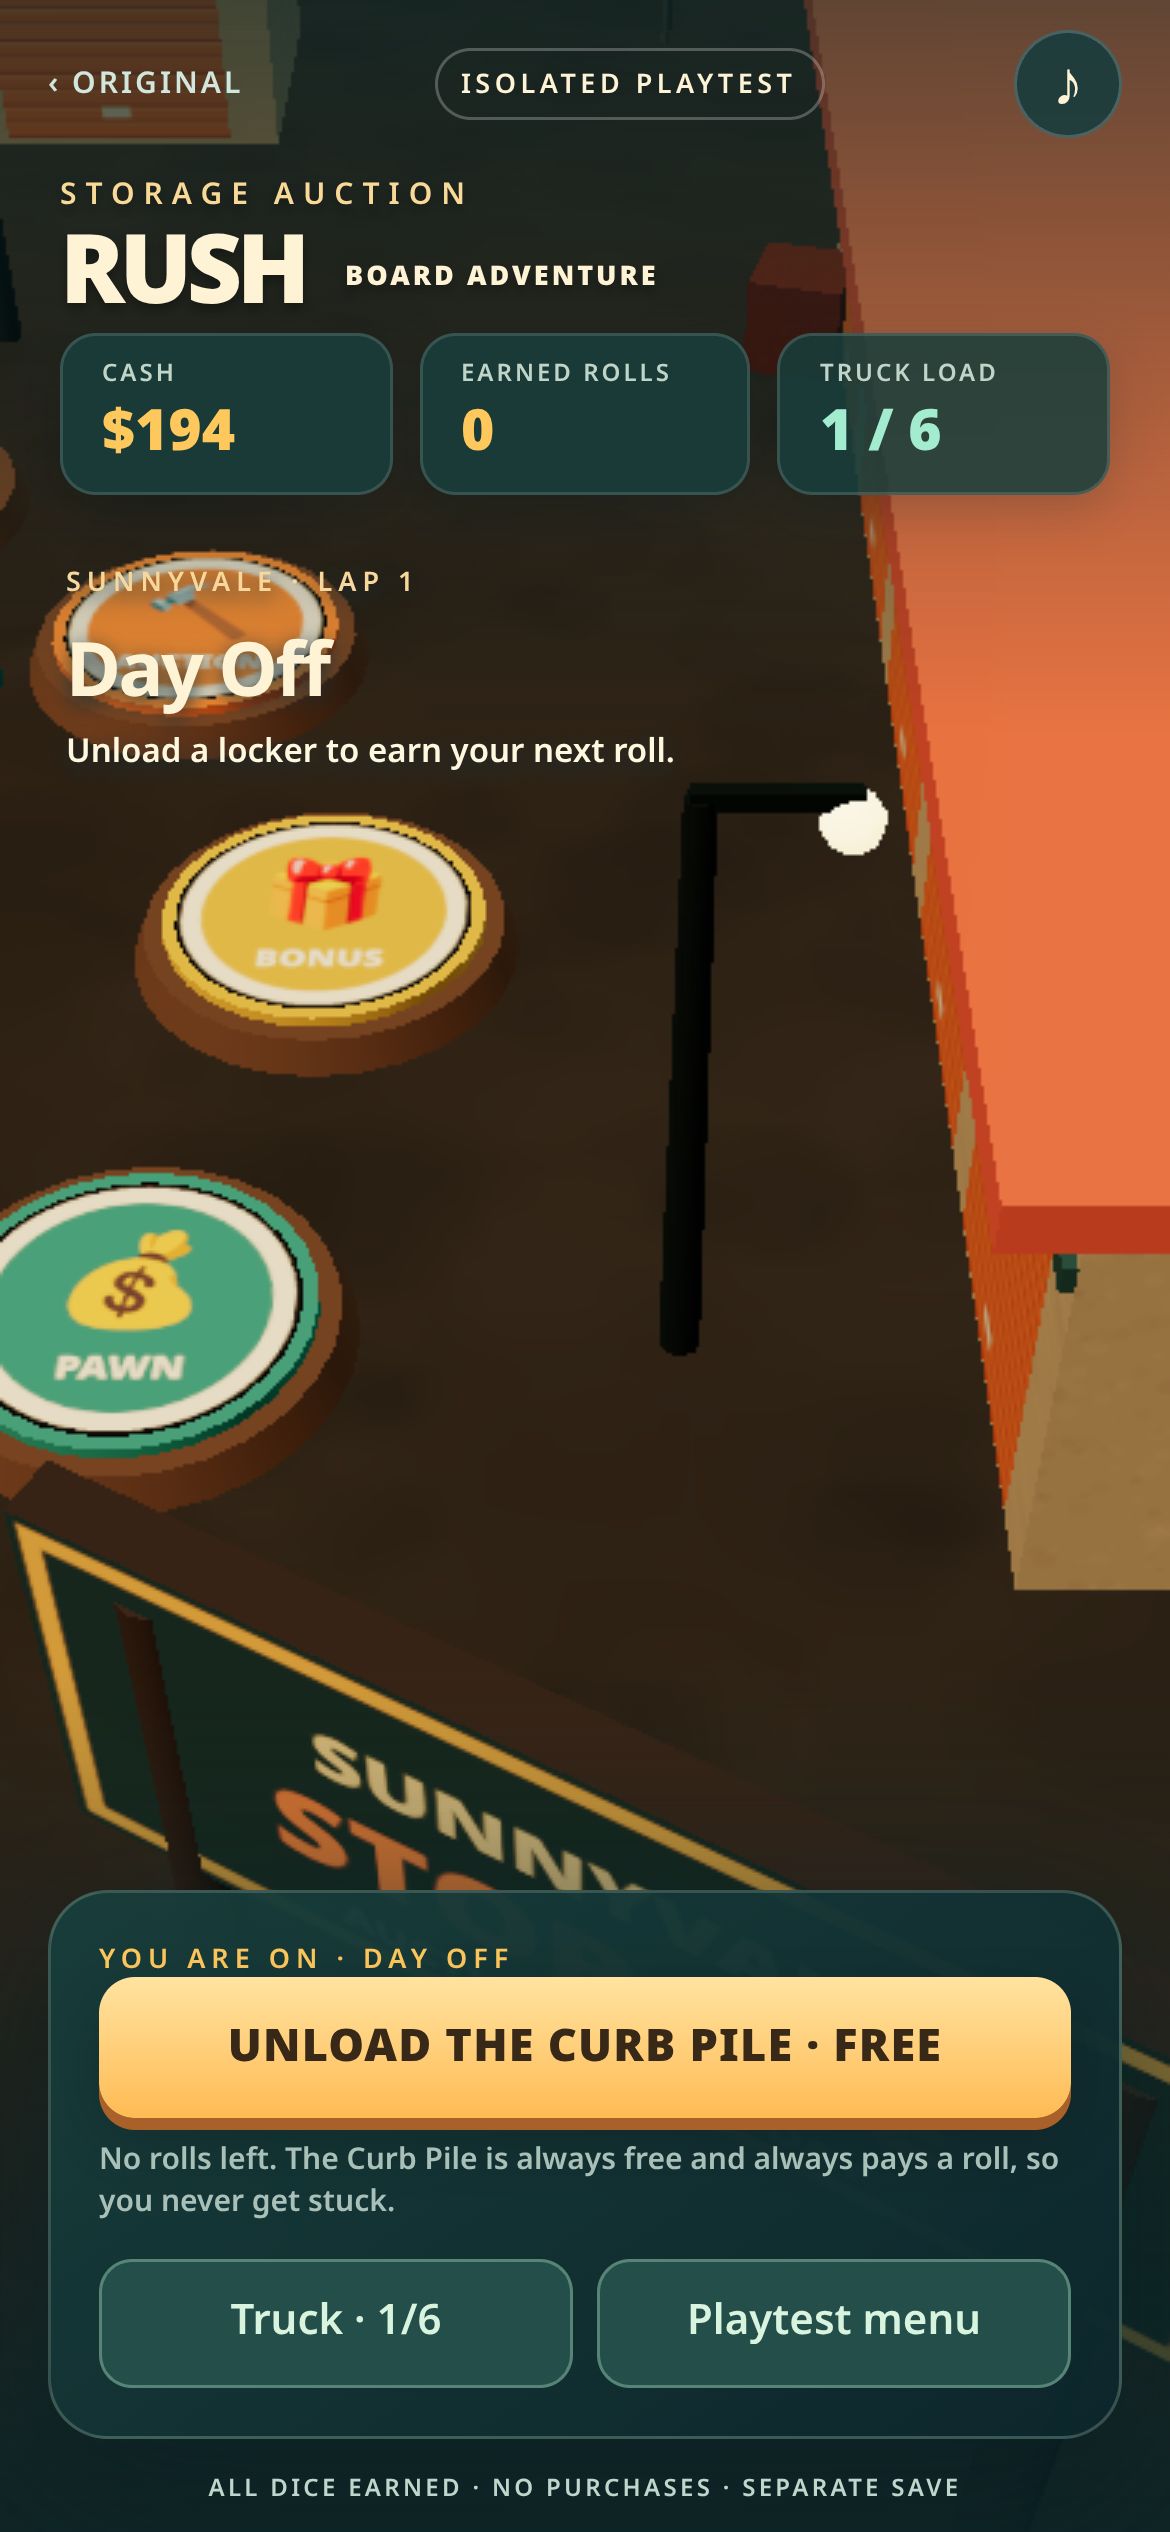 ‹ ORIGINAL
ISOLATED PLAYTEST
STORAGE AUCTION
RUSH BOARD ADVENTURE
CASH
$194
EARNED ROLLS
0
TRUCK LOAD
1 / 6
SUNNYVALE · LAP 1
Day Off
Unload a locker to earn your next roll.
BONUS
$
PAWN
SUNNYVA
STO
YOU ARE ON · DAY OFF
UNLOAD THE CURB PILE · FREE
No rolls left. The Curb Pile is always free and always pays a roll, so
you never get stuck.
Truck · 1/6
Playtest menu
ALL DICE EARNED · NO PURCHASES · SEPARATE SAVE